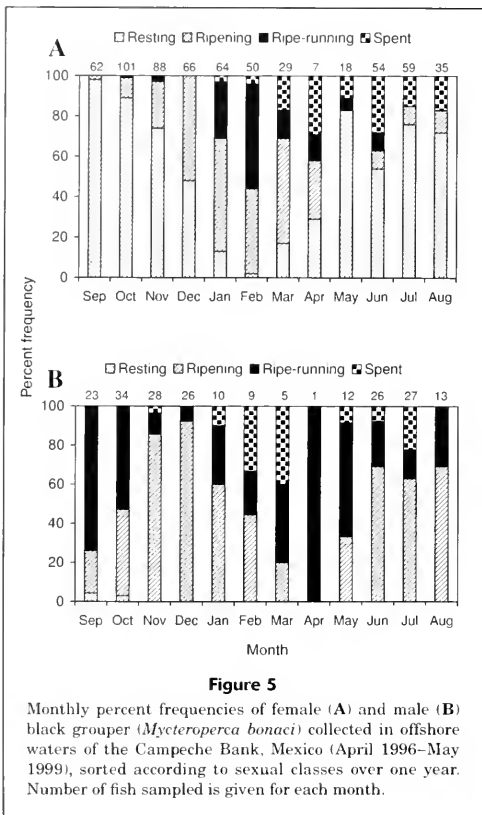 A
Resting Ripening Ripe-running Spent
62 101 88 66 64 50 29 7 18 54 59 35
100
80
60
40
20
0
Sep Oct Nov Dec Jan Feb Mar Apr May Jun Jul Aug
Percent frequency
B
Resting Ripening Ripe-running Spent
23 34 28 26 10 9 5 1 12 26 27 13
100
80
60
40
20
0
Sep Oct Nov Dec Jan Feb Mar Apr May Jun Jul Aug
Month
Figure 5
Monthly percent frequencies of female (A) and male (B)
black grouper (Mycteroperca bonaci) collected in offshore
waters of the Campeche Bank, Mexico (April 1996–May
1999), sorted according to sexual classes over one year.
Number of fish sampled is given for each month.